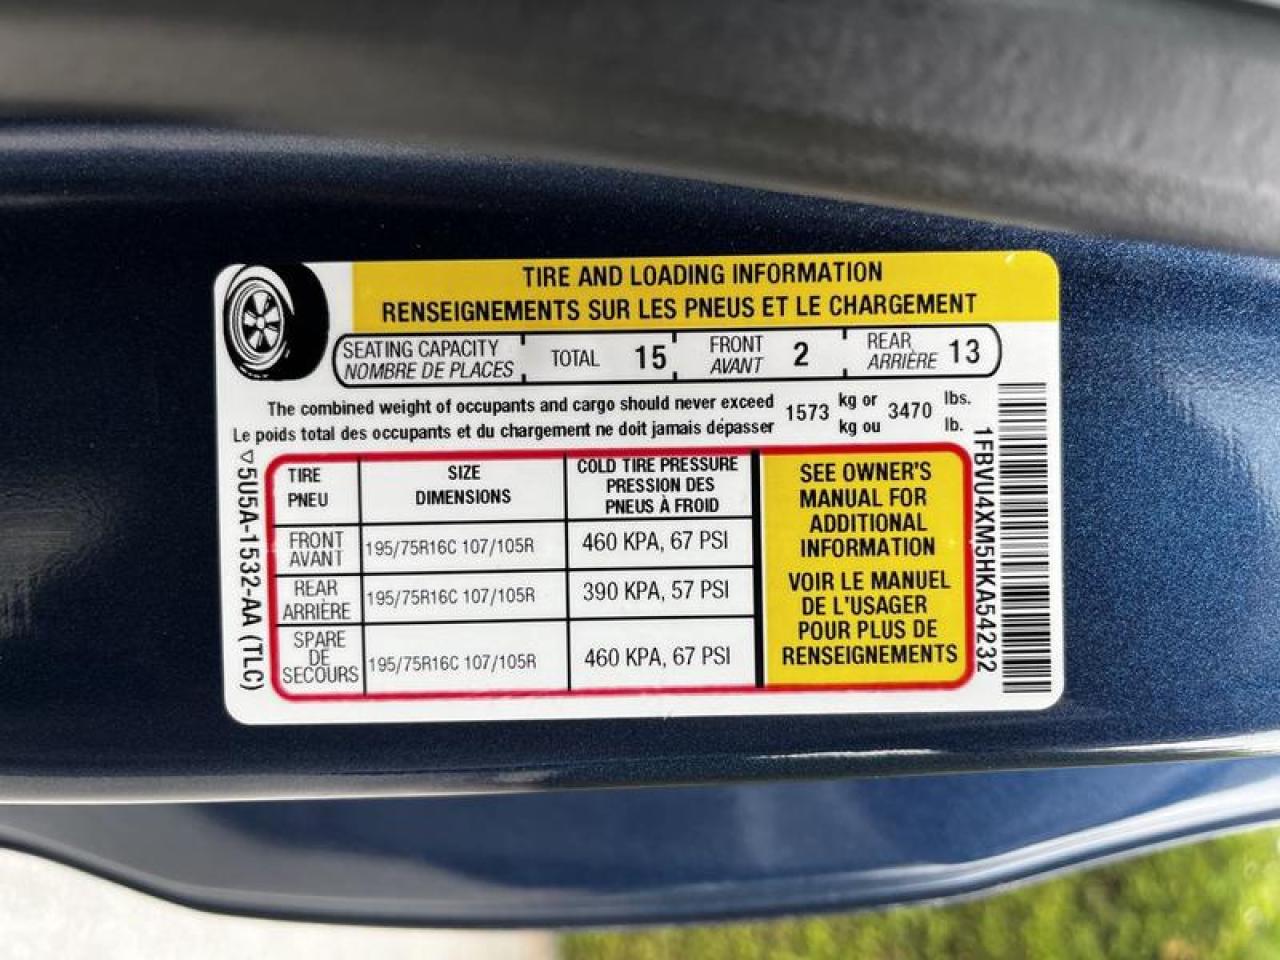 TIRE AND LOADING INFORMATION
RENSEIGNEMENTS SUR LES PNEUS ET LE CHARGEMENT
SEATING CAPACITY
NOMBRE DE PLACES
TOTAL 15
FRONT
AVANT
2
REAR
ARRIÈRE
13
The combined weight of occupants and cargo should never exceed 1573 kg or 3470 lbs.
Le poids total des occupants et du chargement ne doit jamais dépasser kg ou lb.
TIRE
PNEU
SIZE
DIMENSIONS
COLD TIRE PRESSURE
PRESSION DES
PNEUS À FROID
FRONT
AVANT
195/75R16C 107/105R
460 KPA, 67 PSI
REAR
ARRIÈRE
195/75R16C 107/105R
390 KPA, 57 PSI
SPARE
DE
SECOURS
195/75R16C 107/105R
460 KPA, 67 PSI
SEE OWNER'S
MANUAL FOR
ADDITIONAL
INFORMATION
VOIR LE MANUEL
DE L'USAGER
POUR PLUS DE
RENSEIGNEMENTS
5U5A-1532-AA (TLC)
1FBVU4XM5HKA54232